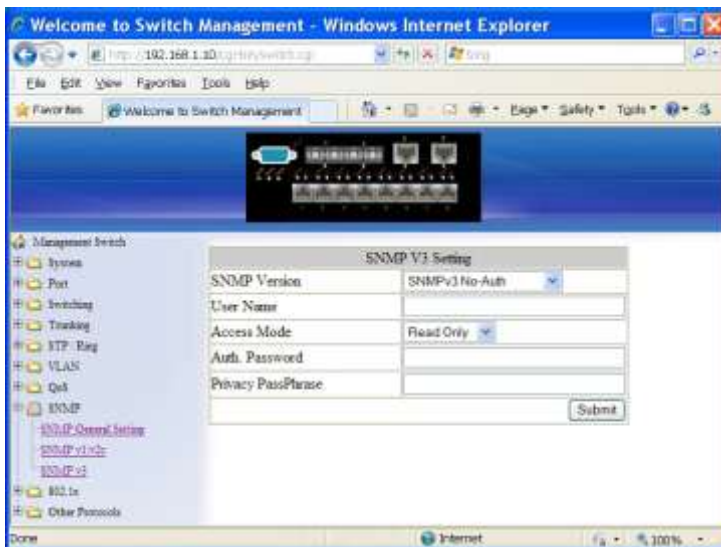 Welcome to Switch Management - Windows Internet Explorer
http://192.168.1.10/
File Edit View Favorites Tools Help
Favorites Welcome to Switch Management Page Safety Tools
Management Switch
System
Port
Switching
Trunking
STP Ring
VLAN
QoS
SNMP
SNMP General Setting
SNMP v1/v2c
SNMP v3
802.1x
Other Protocols
SNMP V3 Setting
SNMP Version SNMPv3 No-Auth
User Name
Access Mode Read Only
Auth. Password
Privacy PassPhrase
Submit
Done Internet 100%